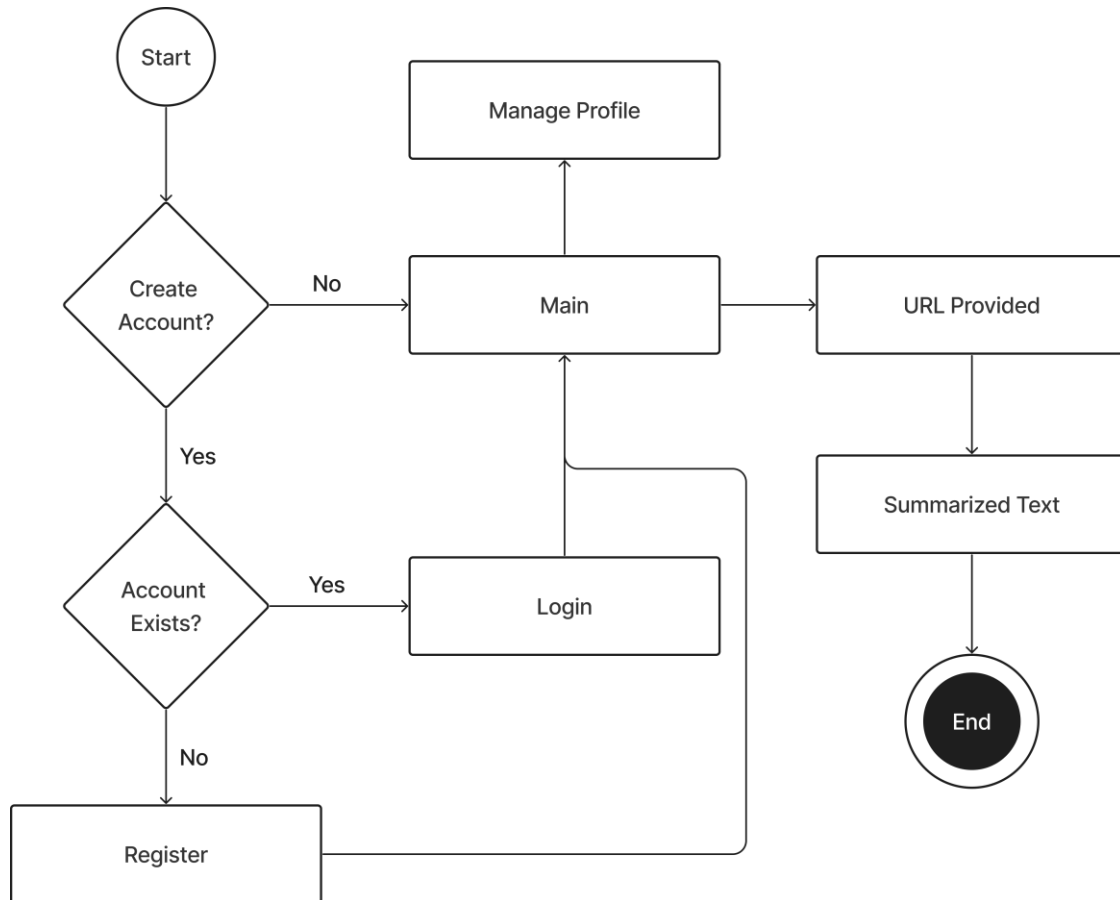 Start
Manage Profile
Create
Account?
No
Main
URL Provided
Yes
Summarized Text
Account
Exists?
Yes
Login
No
End
Register